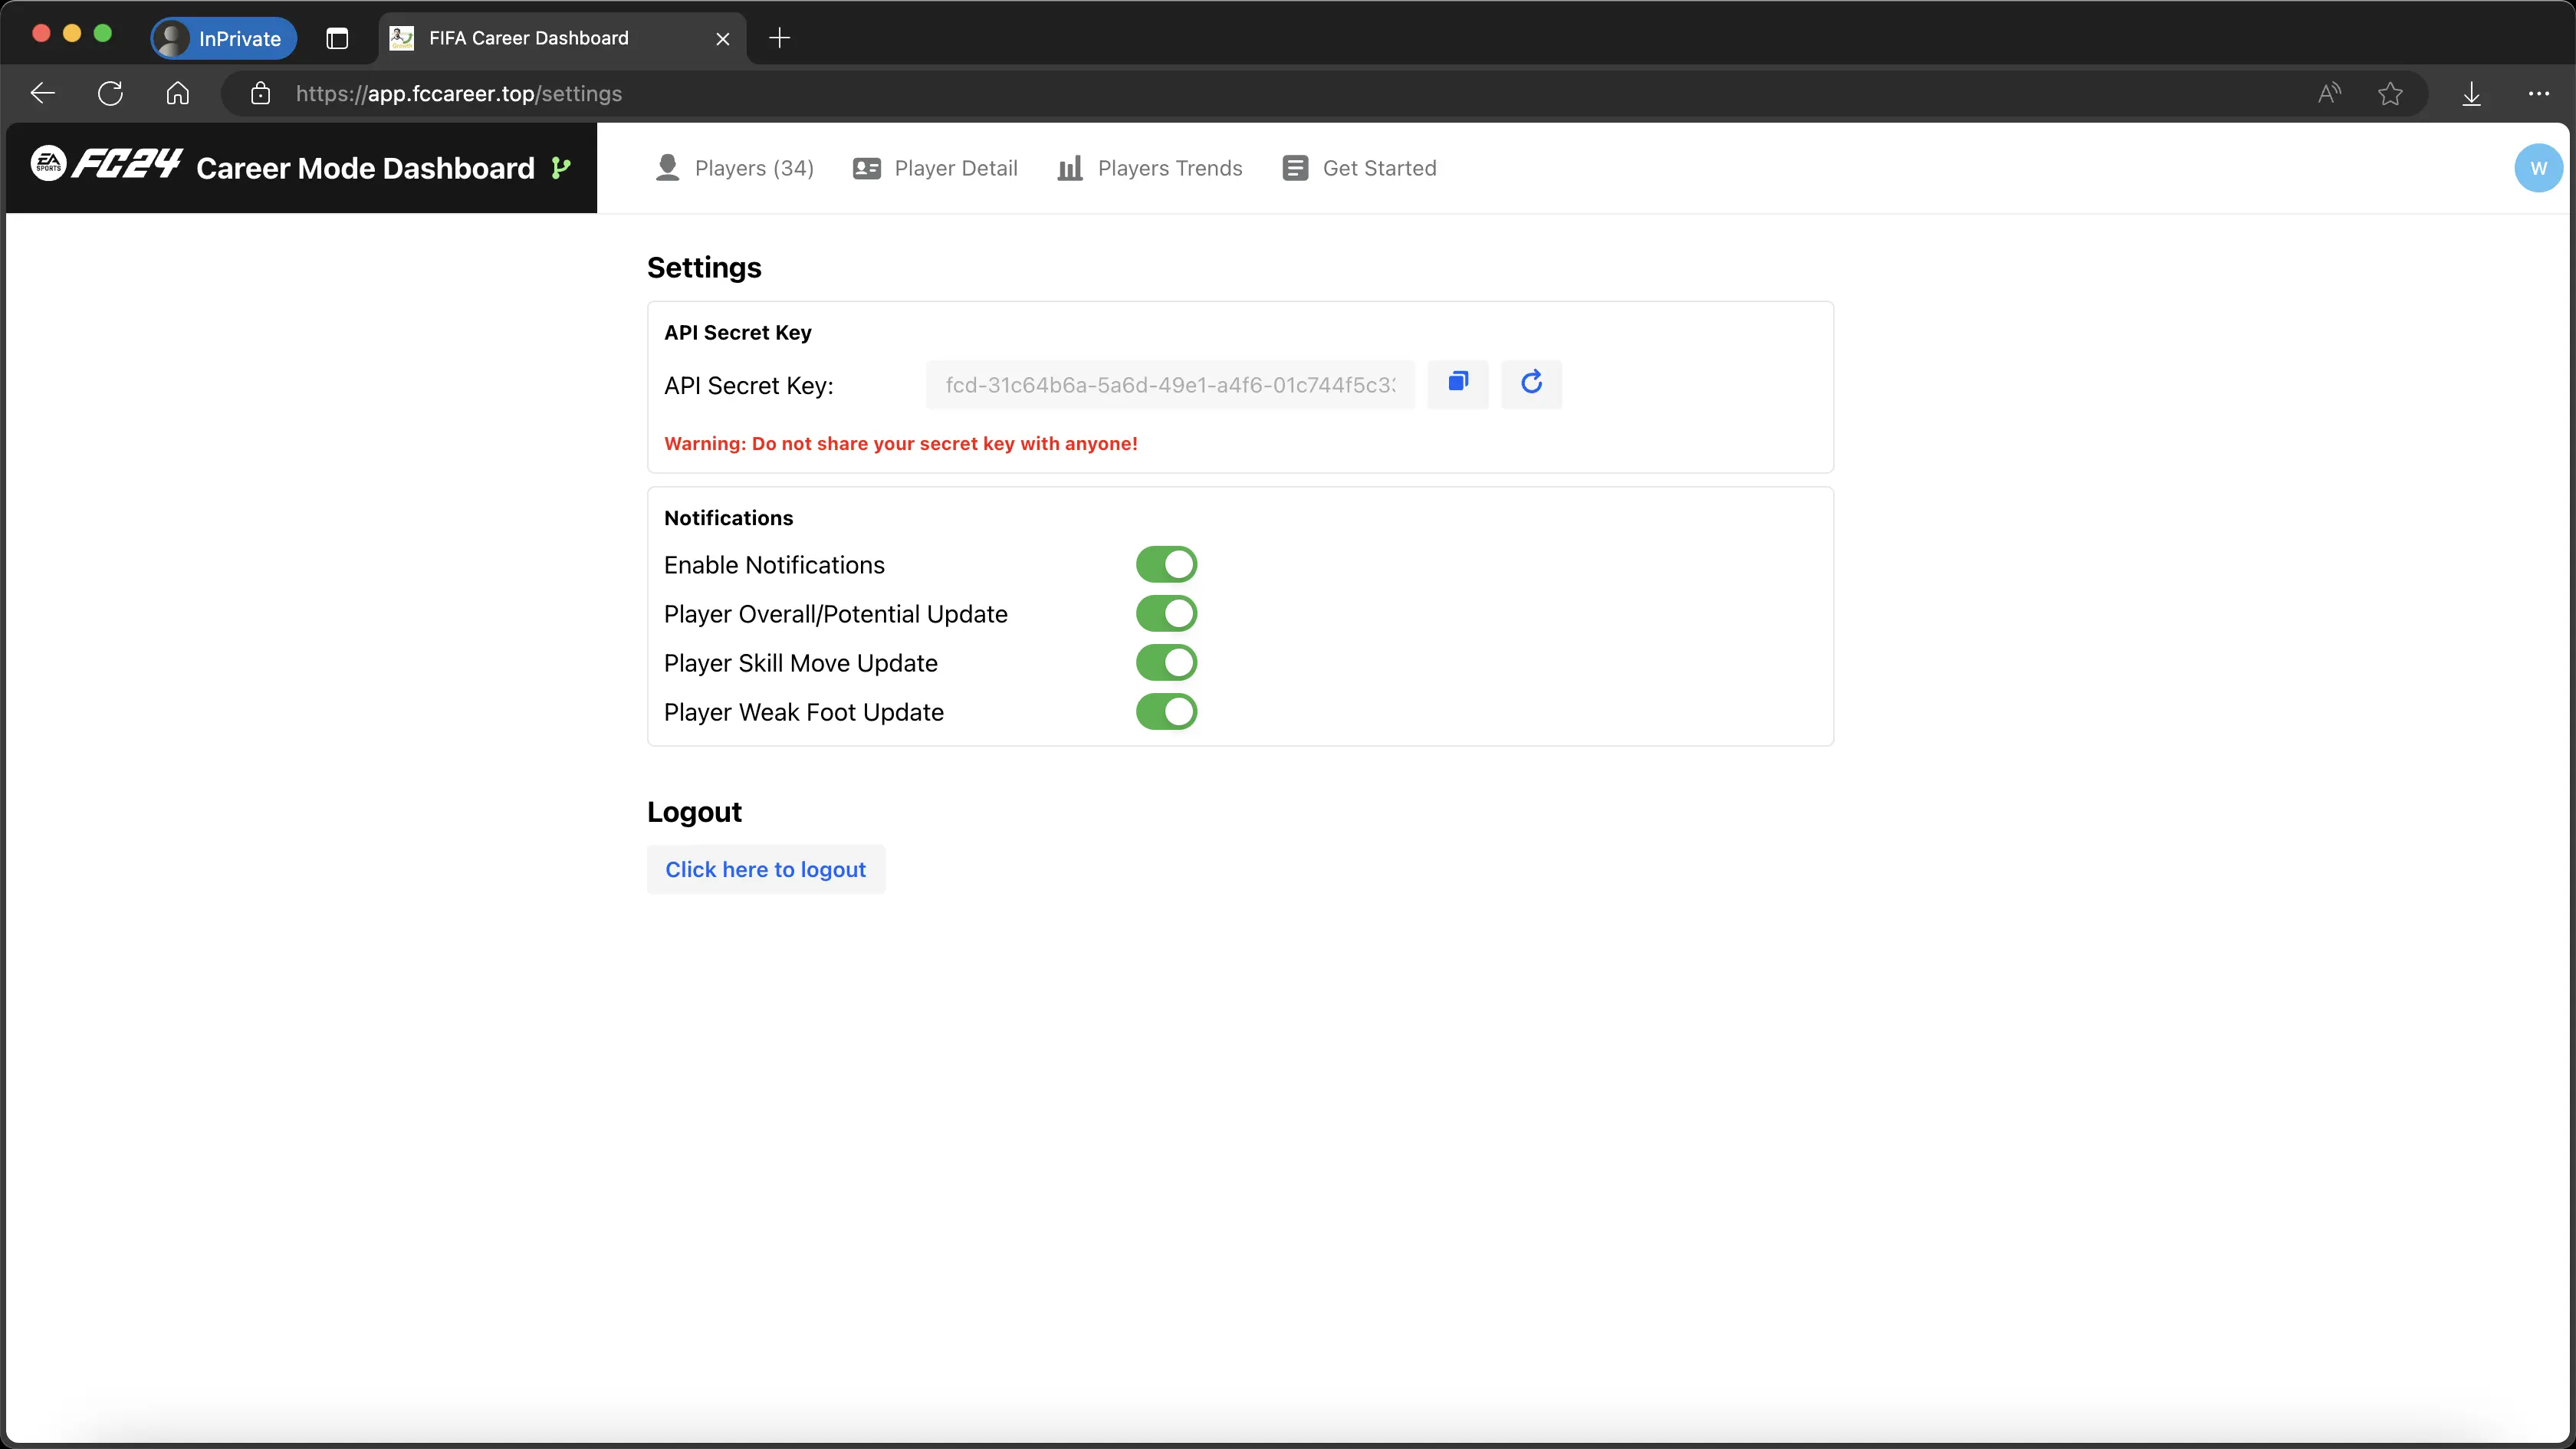 InPrivate
FIFA Career Dashboard
https://app.fccareer.top/settings
EA SPORTS FC24 Career Mode Dashboard
Players (34)
Player Detail
Players Trends
Get Started
W
Settings
API Secret Key
API Secret Key:
fcd-31c64b6a-5a6d-49e1-a4f6-01c744f5c3
Warning: Do not share your secret key with anyone!
Notifications
Enable Notifications
Player Overall/Potential Update
Player Skill Move Update
Player Weak Foot Update
Logout
Click here to logout